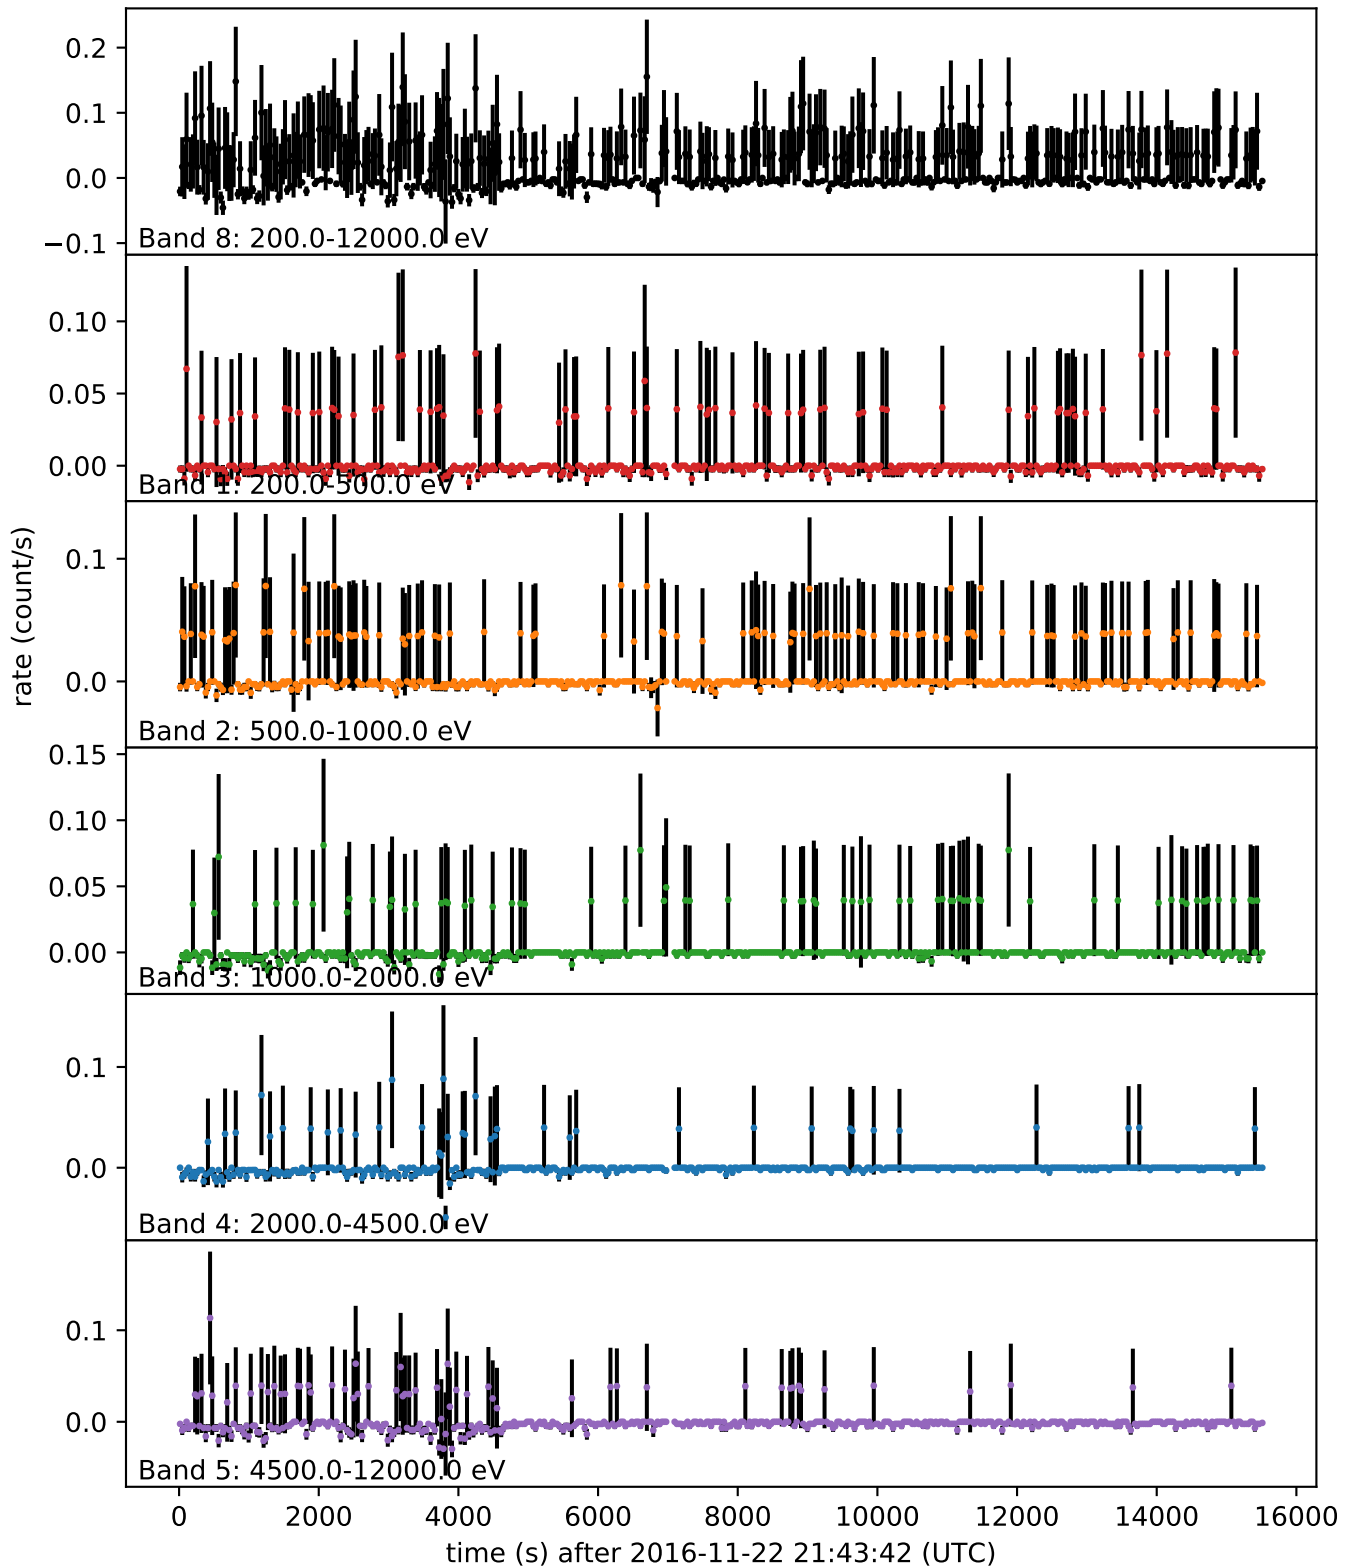 0.2
0.1
0.0
−0.1
Band 8: 200.0-12000.0 eV
0.10
0.05
0.00
Band 1: 200.0-500.0 eV
0.1
0.0
Band 2: 500.0-1000.0 eV
rate (count/s)
0.15
0.10
0.05
0.00
Band 3: 1000.0-2000.0 eV
0.1
0.0
Band 4: 2000.0-4500.0 eV
0.1
0.0
Band 5: 4500.0-12000.0 eV
0 2000 4000 6000 8000 10000 12000 14000 16000
time (s) after 2016-11-22 21:43:42 (UTC)